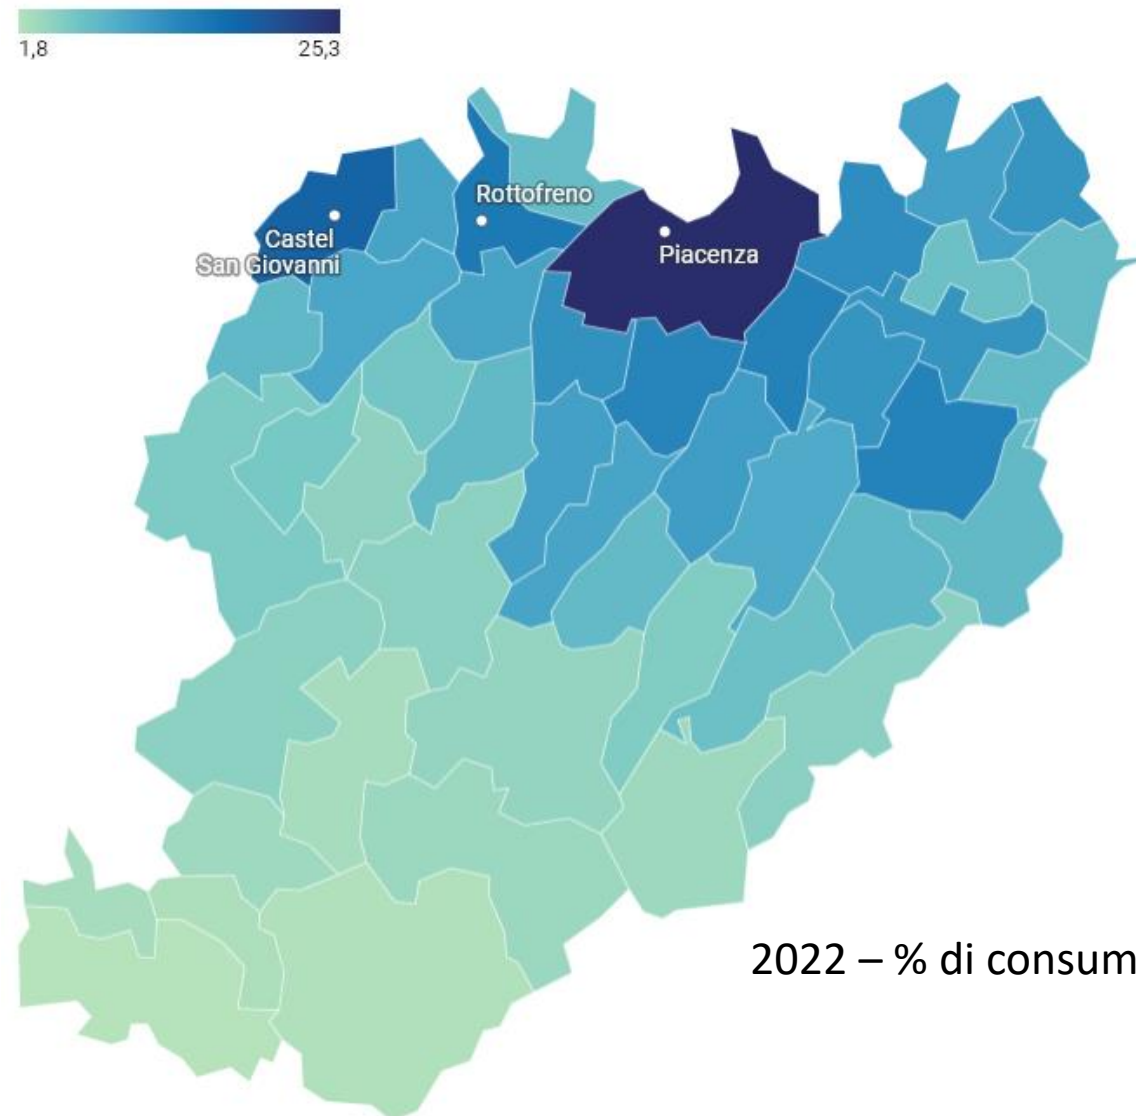 1,8
25,3
Rottofreno
Castel
San Giovanni
Piacenza
2022 – % di consum